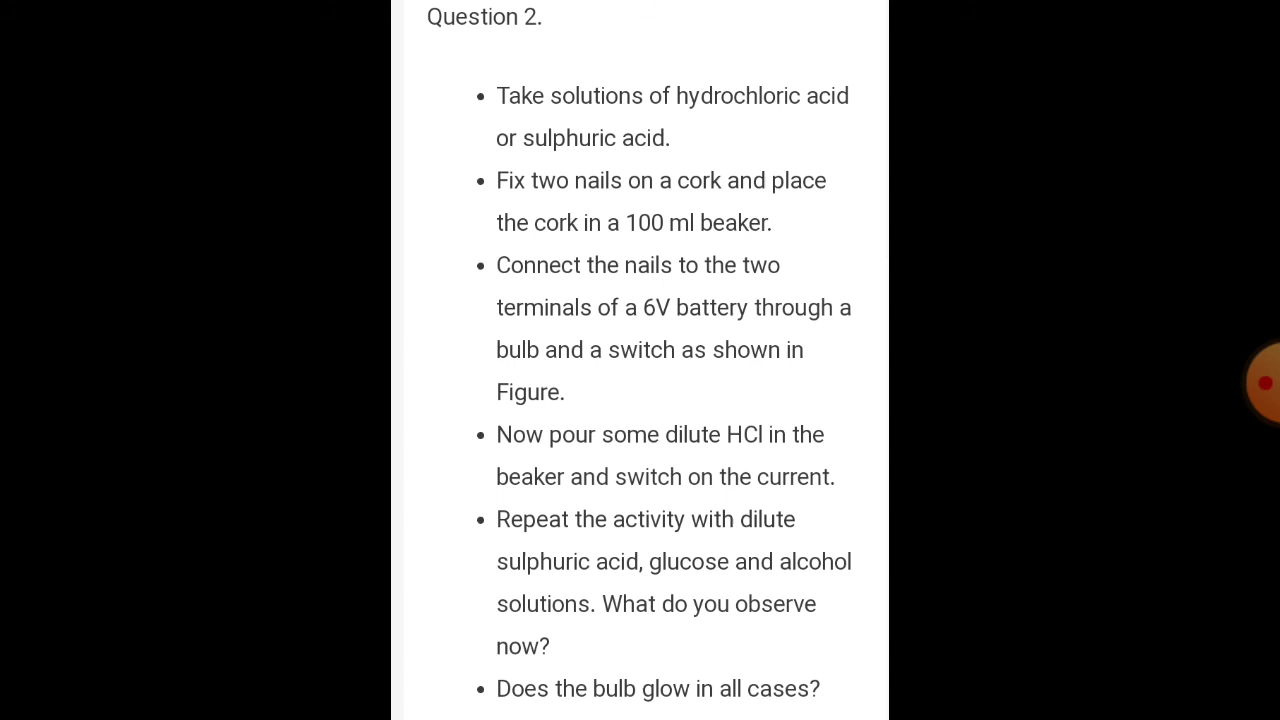 Question 2.
• Take solutions of hydrochloric acid
or sulphuric acid.
• Fix two nails on a cork and place
the cork in a 100 ml beaker.
• Connect the nails to the two
terminals of a 6V battery through a
bulb and a switch as shown in
Figure.
• Now pour some dilute HCl in the
beaker and switch on the current.
• Repeat the activity with dilute
sulphuric acid, glucose and alcohol
solutions. What do you observe
now?
• Does the bulb glow in all cases?